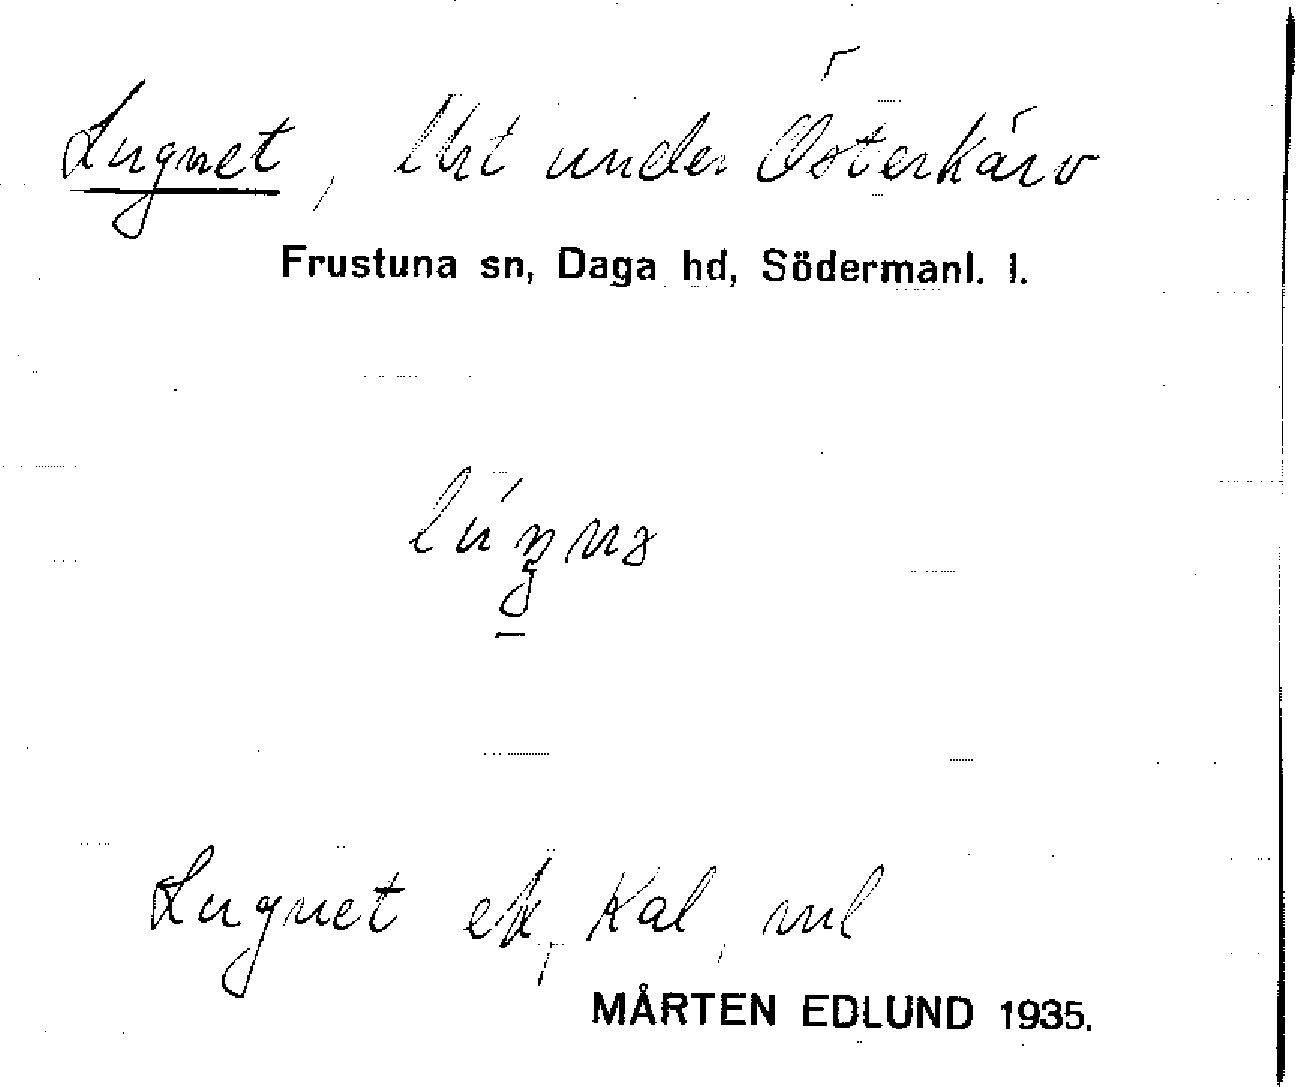 Lugnet, lht under Österkärv
Frustuna sn, Daga hd, Södermanl. l.
Lugnet ek, Kal, ml
MÅRTEN EDLUND 1935.